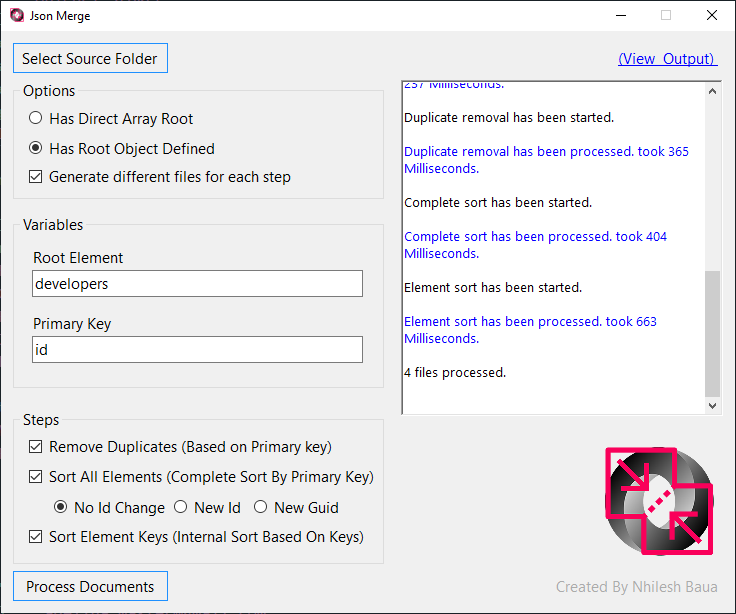 Json Merge
Select Source Folder
(View Output)
Options
Has Direct Array Root
Has Root Object Defined
Generate different files for each step
Variables
Root Element
developers
Primary Key
id
Steps
Remove Duplicates (Based on Primary key)
Sort All Elements (Complete Sort By Primary Key)
No Id Change
New Id
New Guid
Sort Element Keys (Internal Sort Based On Keys)
Process Documents
237 Milliseconds.
Duplicate removal has been started.
Duplicate removal has been processed. took 365
Milliseconds.
Complete sort has been started.
Complete sort has been processed. took 404
Milliseconds.
Element sort has been started.
Element sort has been processed. took 663
Milliseconds.
4 files processed.
Created By Nhilesh Baua